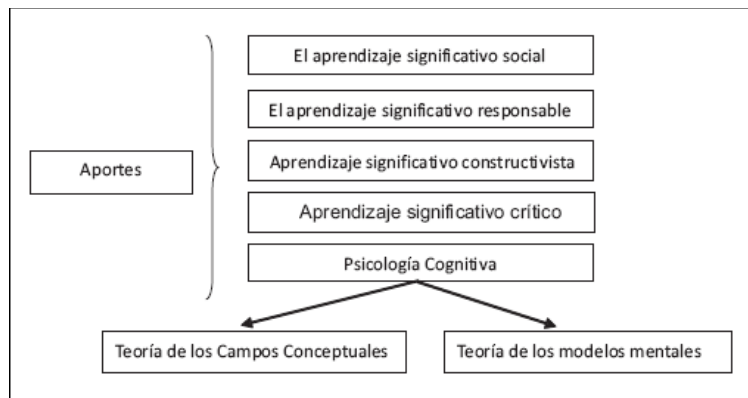 El aprendizaje significativo social
El aprendizaje significativo responsable
Aportes
Aprendizaje significativo constructivista
Aprendizaje significativo crítico
Psicología Cognitiva
Teoría de los Campos Conceptuales
Teoría de los modelos mentales